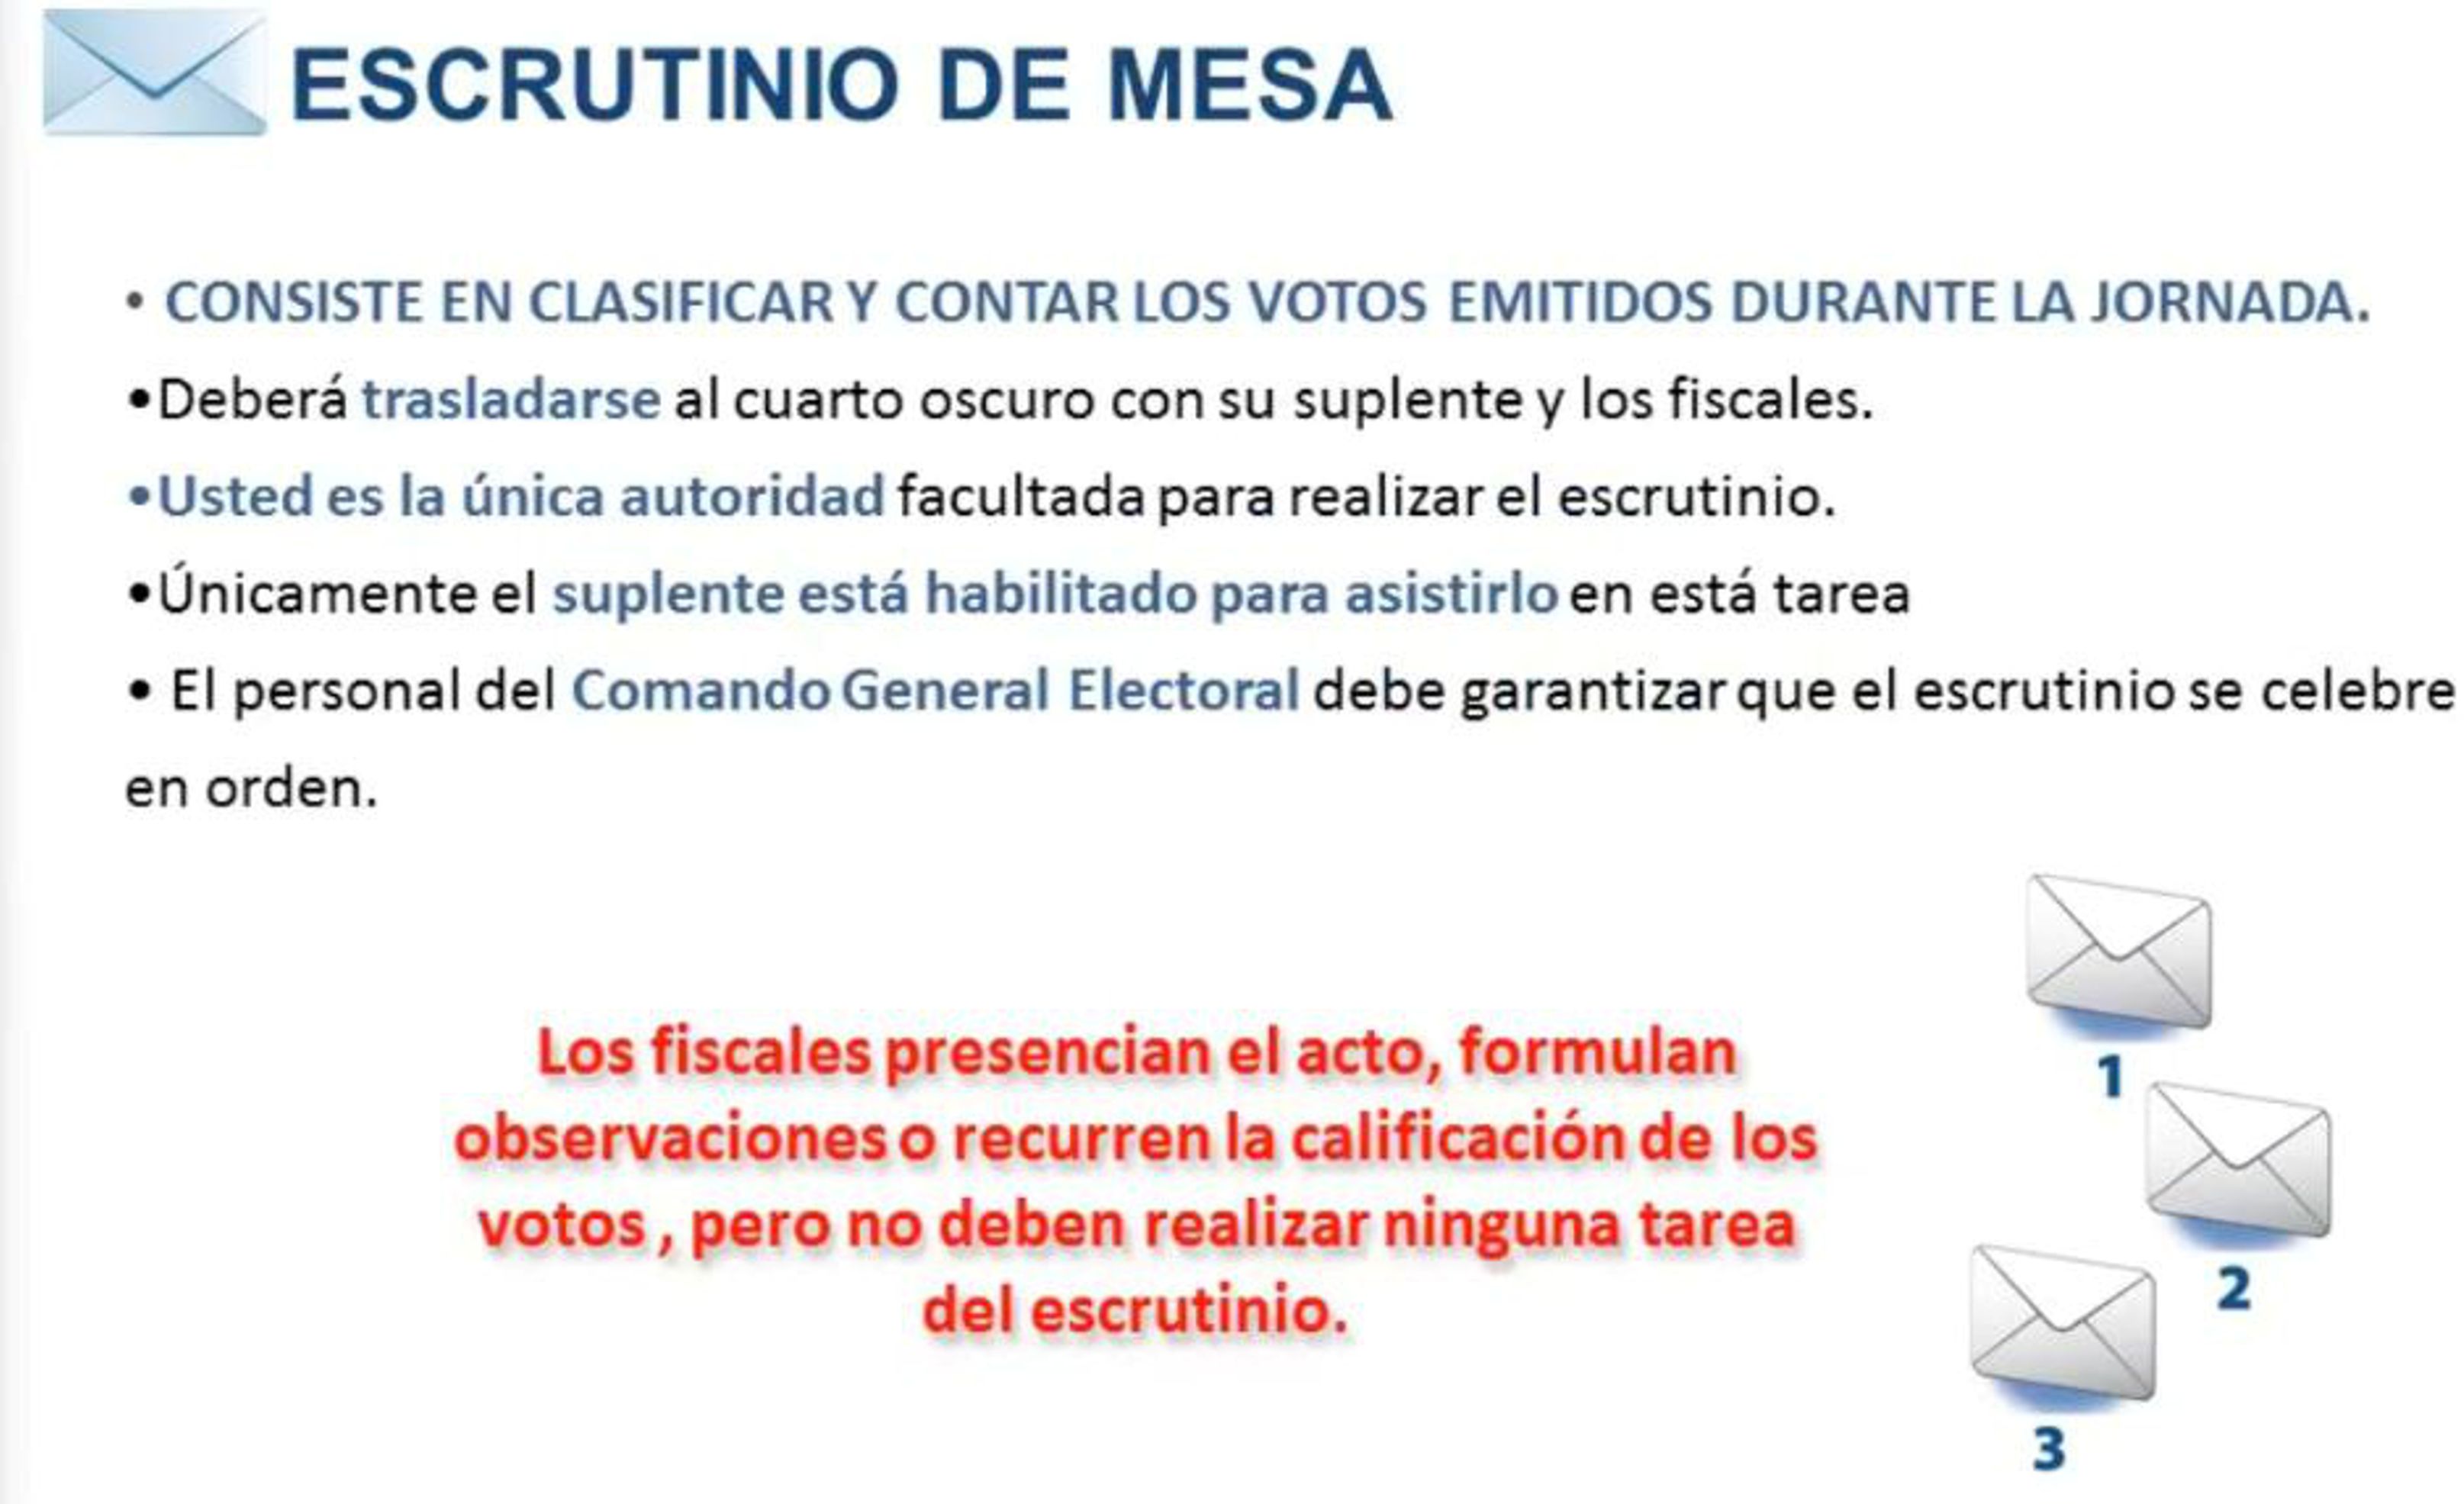 ESCRUTINIO DE MESA
• CONSISTE EN CLASIFICAR Y CONTAR LOS VOTOS EMITIDOS DURANTE LA JORNADA.
•Deberá trasladarse al cuarto oscuro con su suplente y los fiscales.
•Usted es la única autoridad facultada para realizar el escrutinio.
•Únicamente el suplente está habilitado para asistirlo en está tarea
• El personal del Comando General Electoral debe garantizar que el escrutinio se celebre
en orden.
Los fiscales presencian el acto, formulan
observaciones o recurren la calificación de los
votos , pero no deben realizar ninguna tarea
del escrutinio.
1
2
3